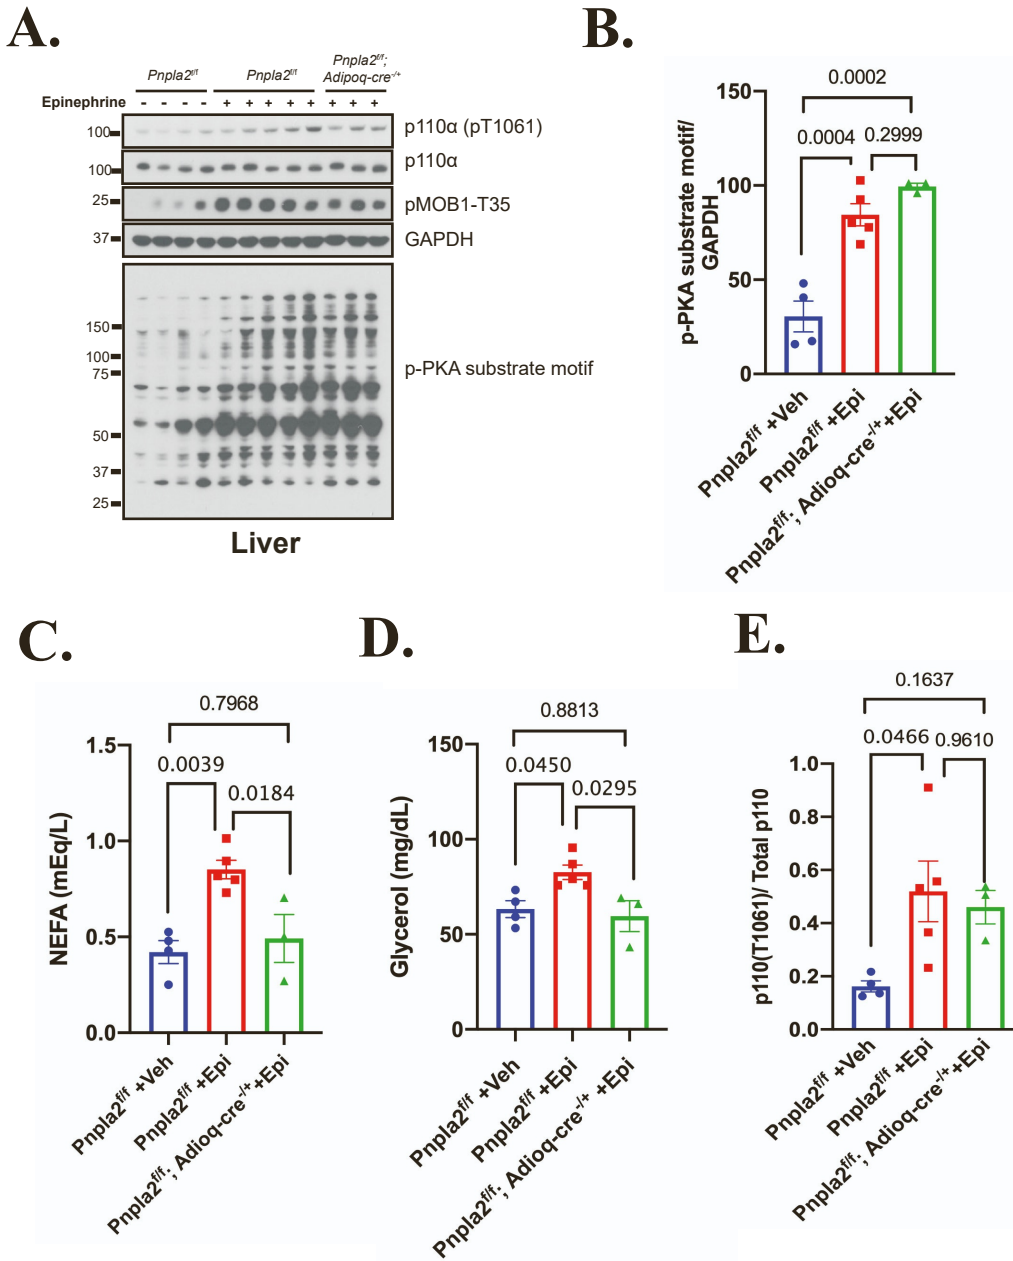 A.
Pnpla2f/f
Pnpla2f/f
Pnpla2f/f;
Adipoq-cre-/+
Epinephrine - - - - + + + + + + + +
100
p110α (pT1061)
100
p110α
25
pMOB1-T35
37
GAPDH
150
100
75
50
37
25
p-PKA substrate motif
Liver
B.
0.0002
0.0004
0.2999
150
100
50
0
p-PKA substrate motif/
GAPDH
Pnpla2f/f +Veh
Pnpla2f/f +Epi
Pnpla2f/f; Adioq-cre-/+ +Epi
C.
0.7968
0.0039
0.0184
1.5
1.0
0.5
0.0
NEFA (mEq/L)
Pnpla2f/f +Veh
Pnpla2f/f +Epi
Pnpla2f/f; Adioq-cre-/+ +Epi
D.
0.8813
0.0450
0.0295
150
100
50
0
Glycerol (mg/dL)
Pnpla2f/f +Veh
Pnpla2f/f +Epi
Pnpla2f/f; Adioq-cre-/+ +Epi
E.
0.1637
0.0466
0.9610
1.0
0.8
0.6
0.4
0.2
0.0
p110(T1061)/ Total p110
Pnpla2f/f +Veh
Pnpla2f/f +Epi
Pnpla2f/f; Adioq-cre-/+ +Epi